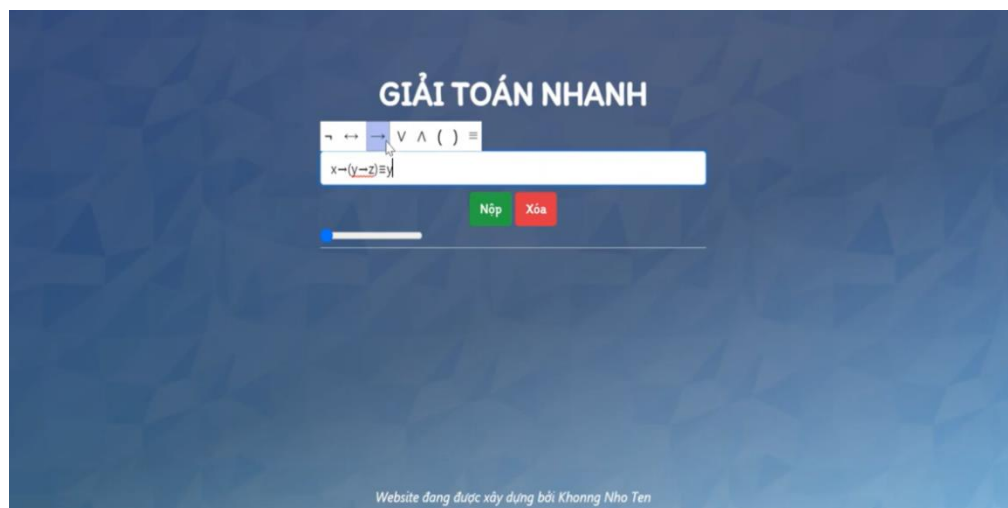 GIẢI TOÁN NHANH
¬ ↔ → ∨ ∧ ( ) ≡
x→(y→z)≡y
Nộp Xóa
Website đang được xây dựng bởi Khonng Nho Ten